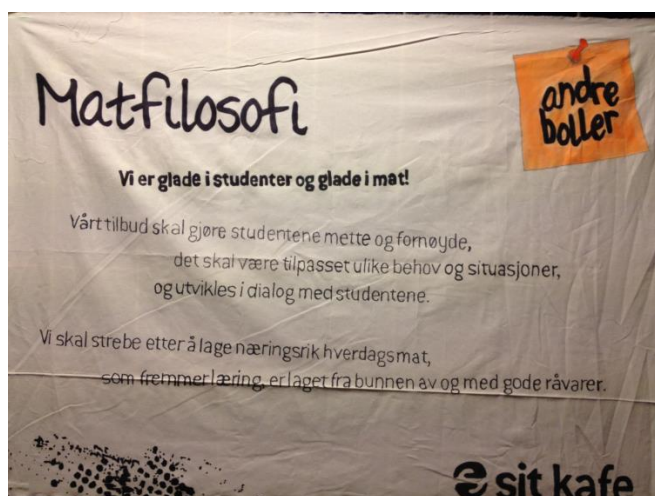 Matfilosofi
andre
boller
Vi er glade i studenter og glade i mat!
Vårt tilbud skal gjøre studentene mette og fornøyde,
det skal være tilpasset ulike behov og situasjoner,
og utvikles i dialog med studentene.
Vi skal strebe etter å lage næringsrik hverdagsmat,
som fremmer læring, er laget fra bunnen av og med gode råvarer.
sit kafe